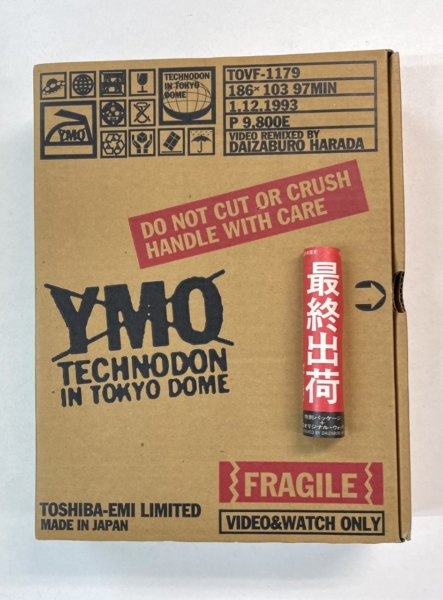 TECHNODON
IN TOKYO
DOME
YMO
TOVF-1179
186× 103 97MIN
1.12.1993
P 9,800E
VIDEO REMIXED BY
DAIZABURO HARADA
DO NOT CUT OR CRUSH
HANDLE WITH CARE
YMO
TECHNODON
IN TOKYO DOME
最終出荷
FRAGILE
TOSHIBA-EMI LIMITED
MADE IN JAPAN
VIDEO&WATCH ONLY